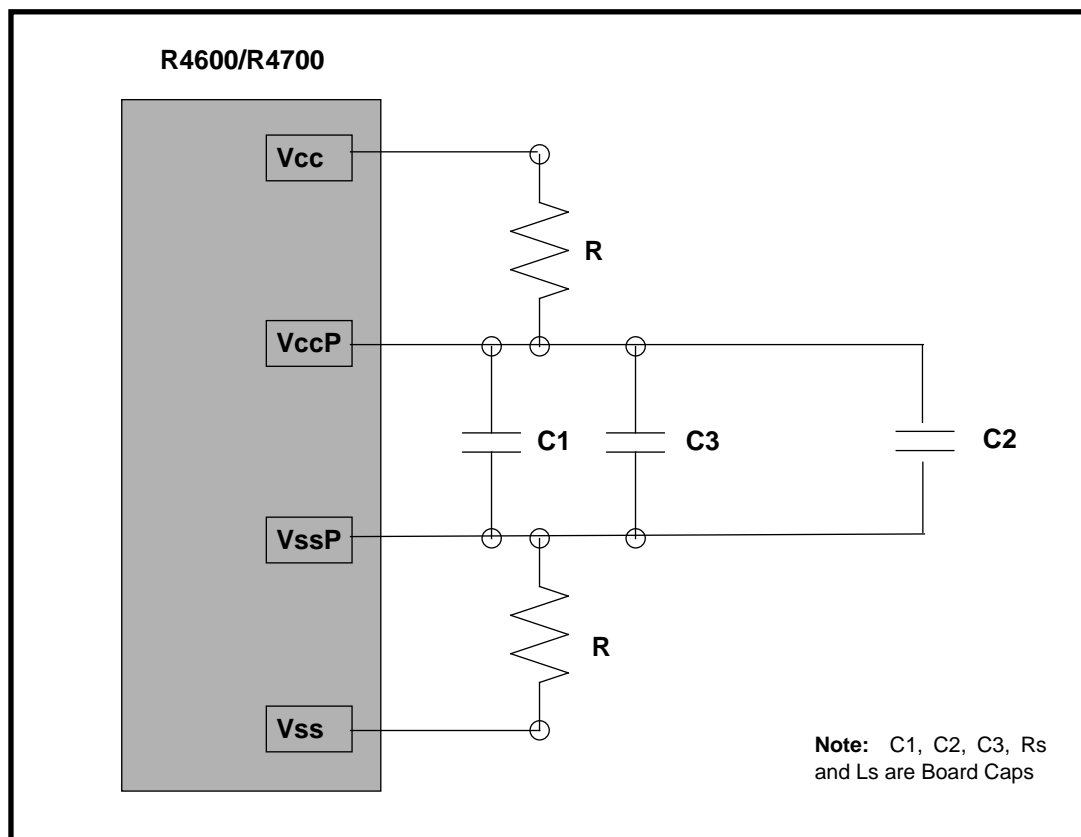 R4600/R4700
Vcc
R
VccP
C1
C3
C2
VssP
R
Vss
Note: C1, C2, C3, Rs
and Ls are Board Caps